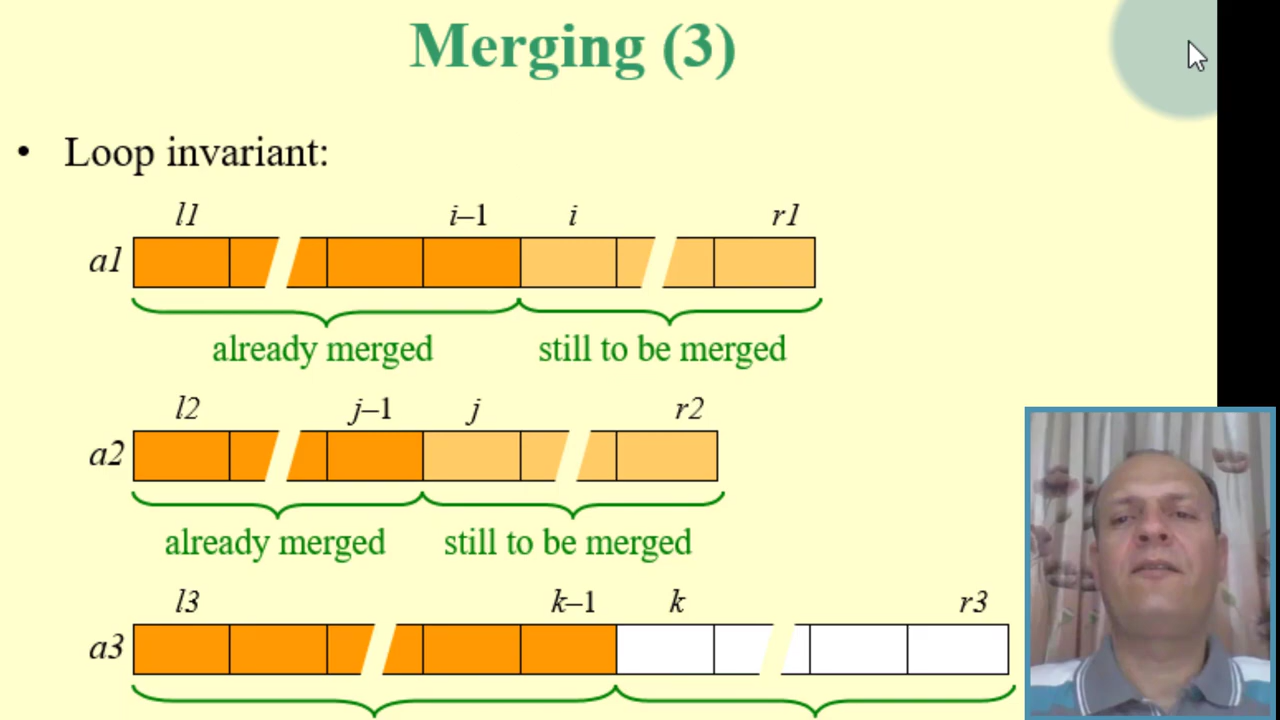 Merging (3)
• Loop invariant:
l1 i–1 i r1
a1
already merged still to be merged
l2 j–1 j r2
a2
already merged still to be merged
l3 k–1 k r3
a3